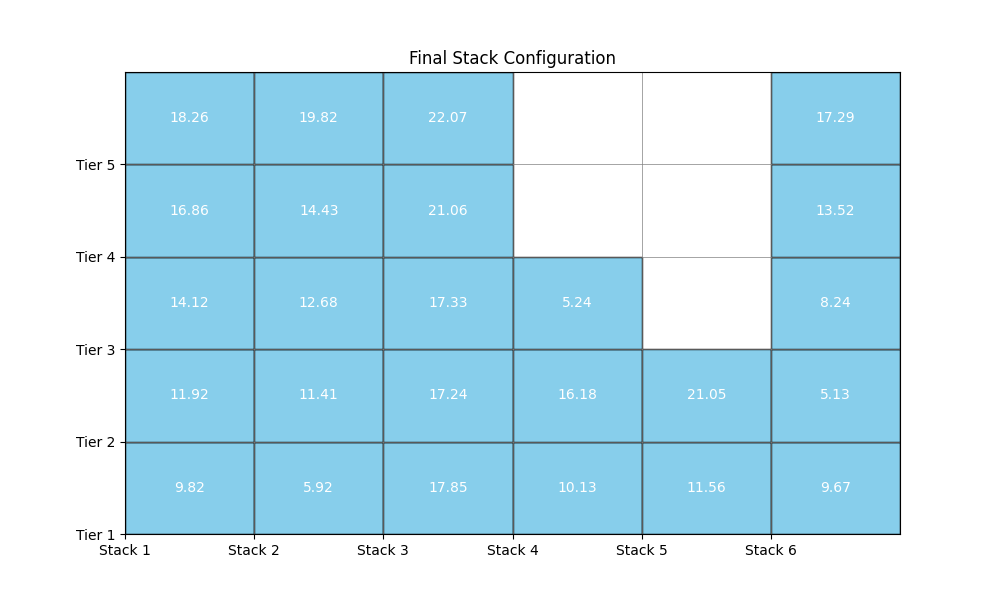 Final Stack Configuration
18.26 19.82 22.07 17.29
Tier 5
16.86 14.43 21.06 13.52
Tier 4
14.12 12.68 17.33 5.24 8.24
Tier 3
11.92 11.41 17.24 16.18 21.05 5.13
Tier 2
9.82 5.92 17.85 10.13 11.56 9.67
Tier 1
Stack 1 Stack 2 Stack 3 Stack 4 Stack 5 Stack 6